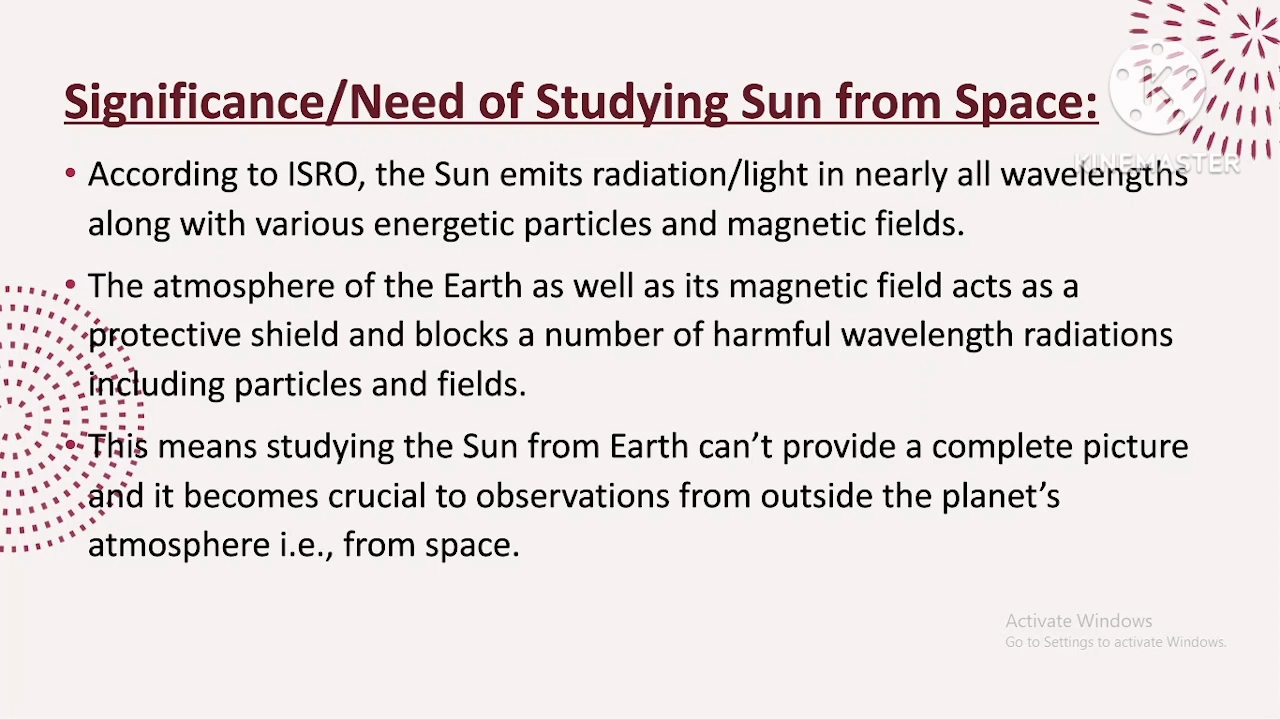 Significance/Need of Studying Sun from Space:
KINEMASTER
• According to ISRO, the Sun emits radiation/light in nearly all wavelengths
along with various energetic particles and magnetic fields.
• The atmosphere of the Earth as well as its magnetic field acts as a
protective shield and blocks a number of harmful wavelength radiations
including particles and fields.
• This means studying the Sun from Earth can’t provide a complete picture
and it becomes crucial to observations from outside the planet’s
atmosphere i.e., from space.
Activate Windows
Go to Settings to activate Windows.